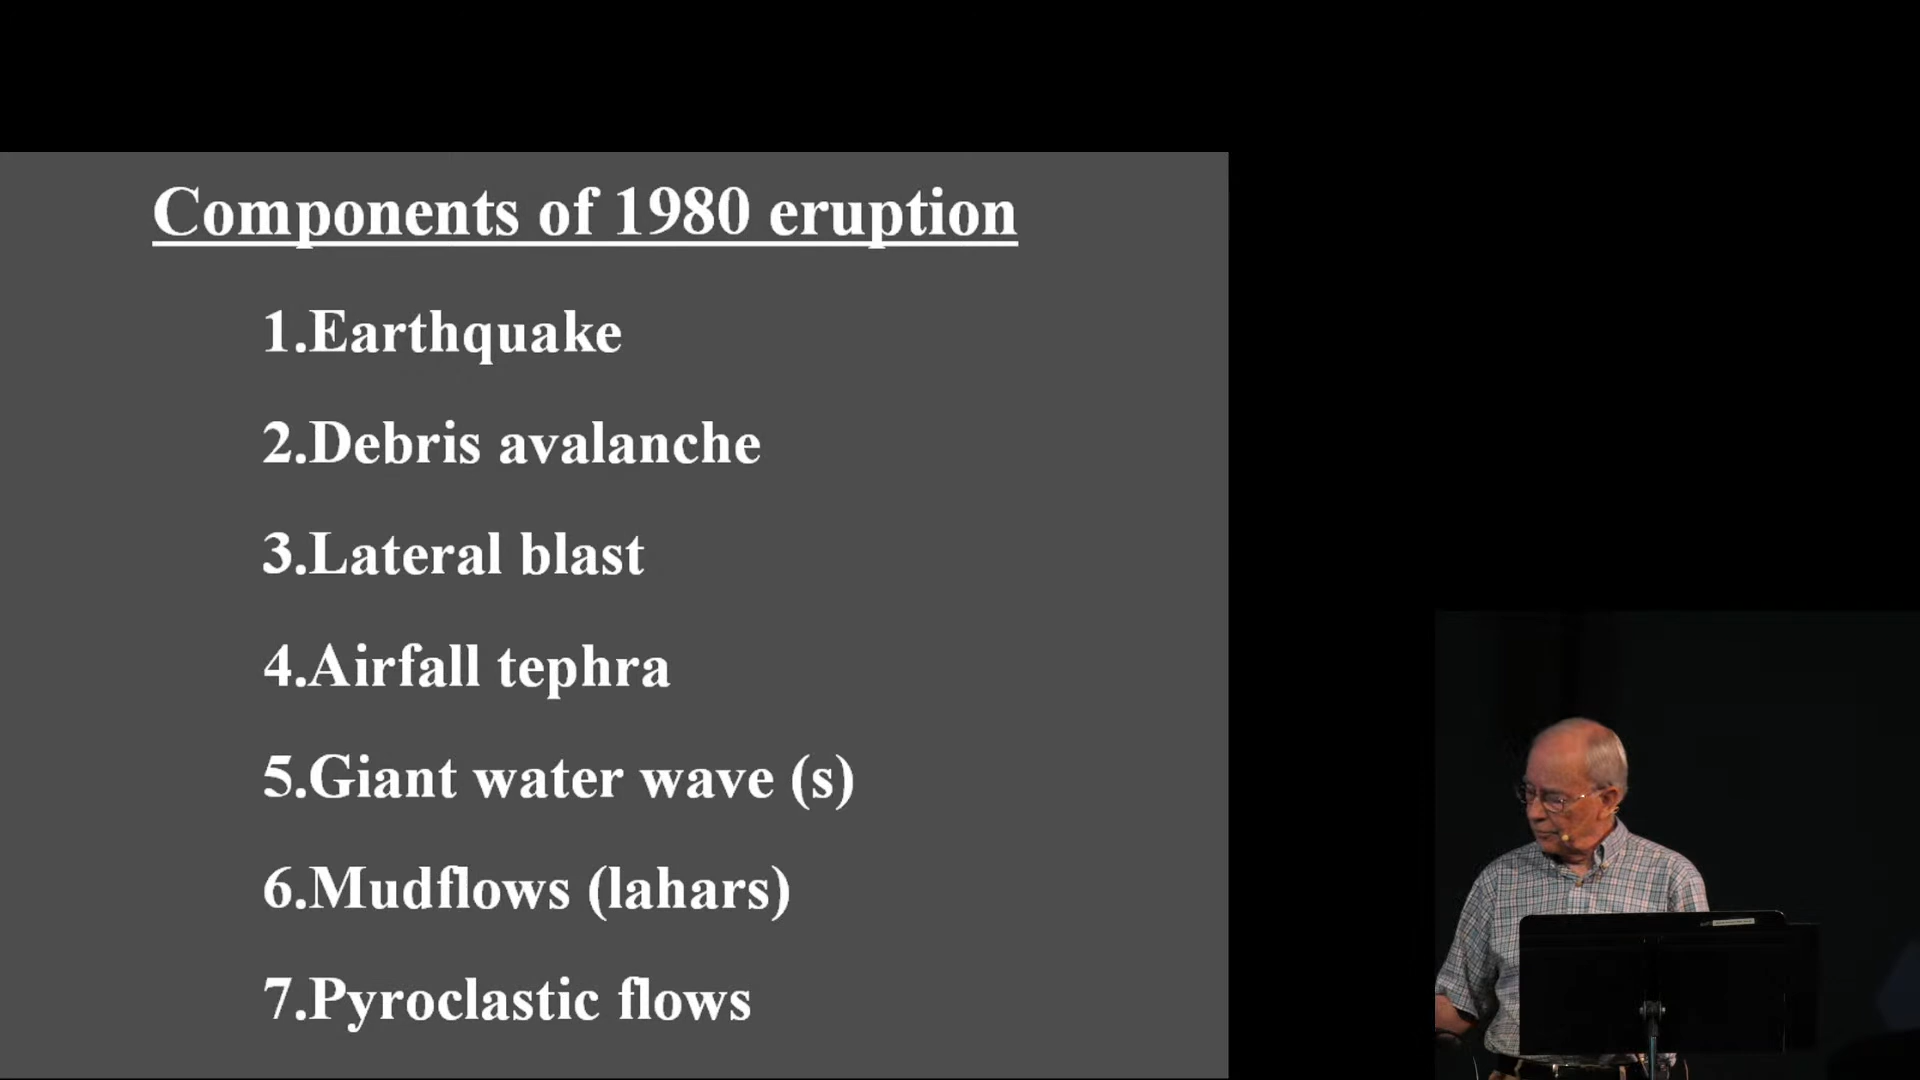 Components of 1980 eruption
1.Earthquake
2.Debris avalanche
3.Lateral blast
4.Airfall tephra
5.Giant water wave (s)
6.Mudflows (lahars)
7.Pyroclastic flows